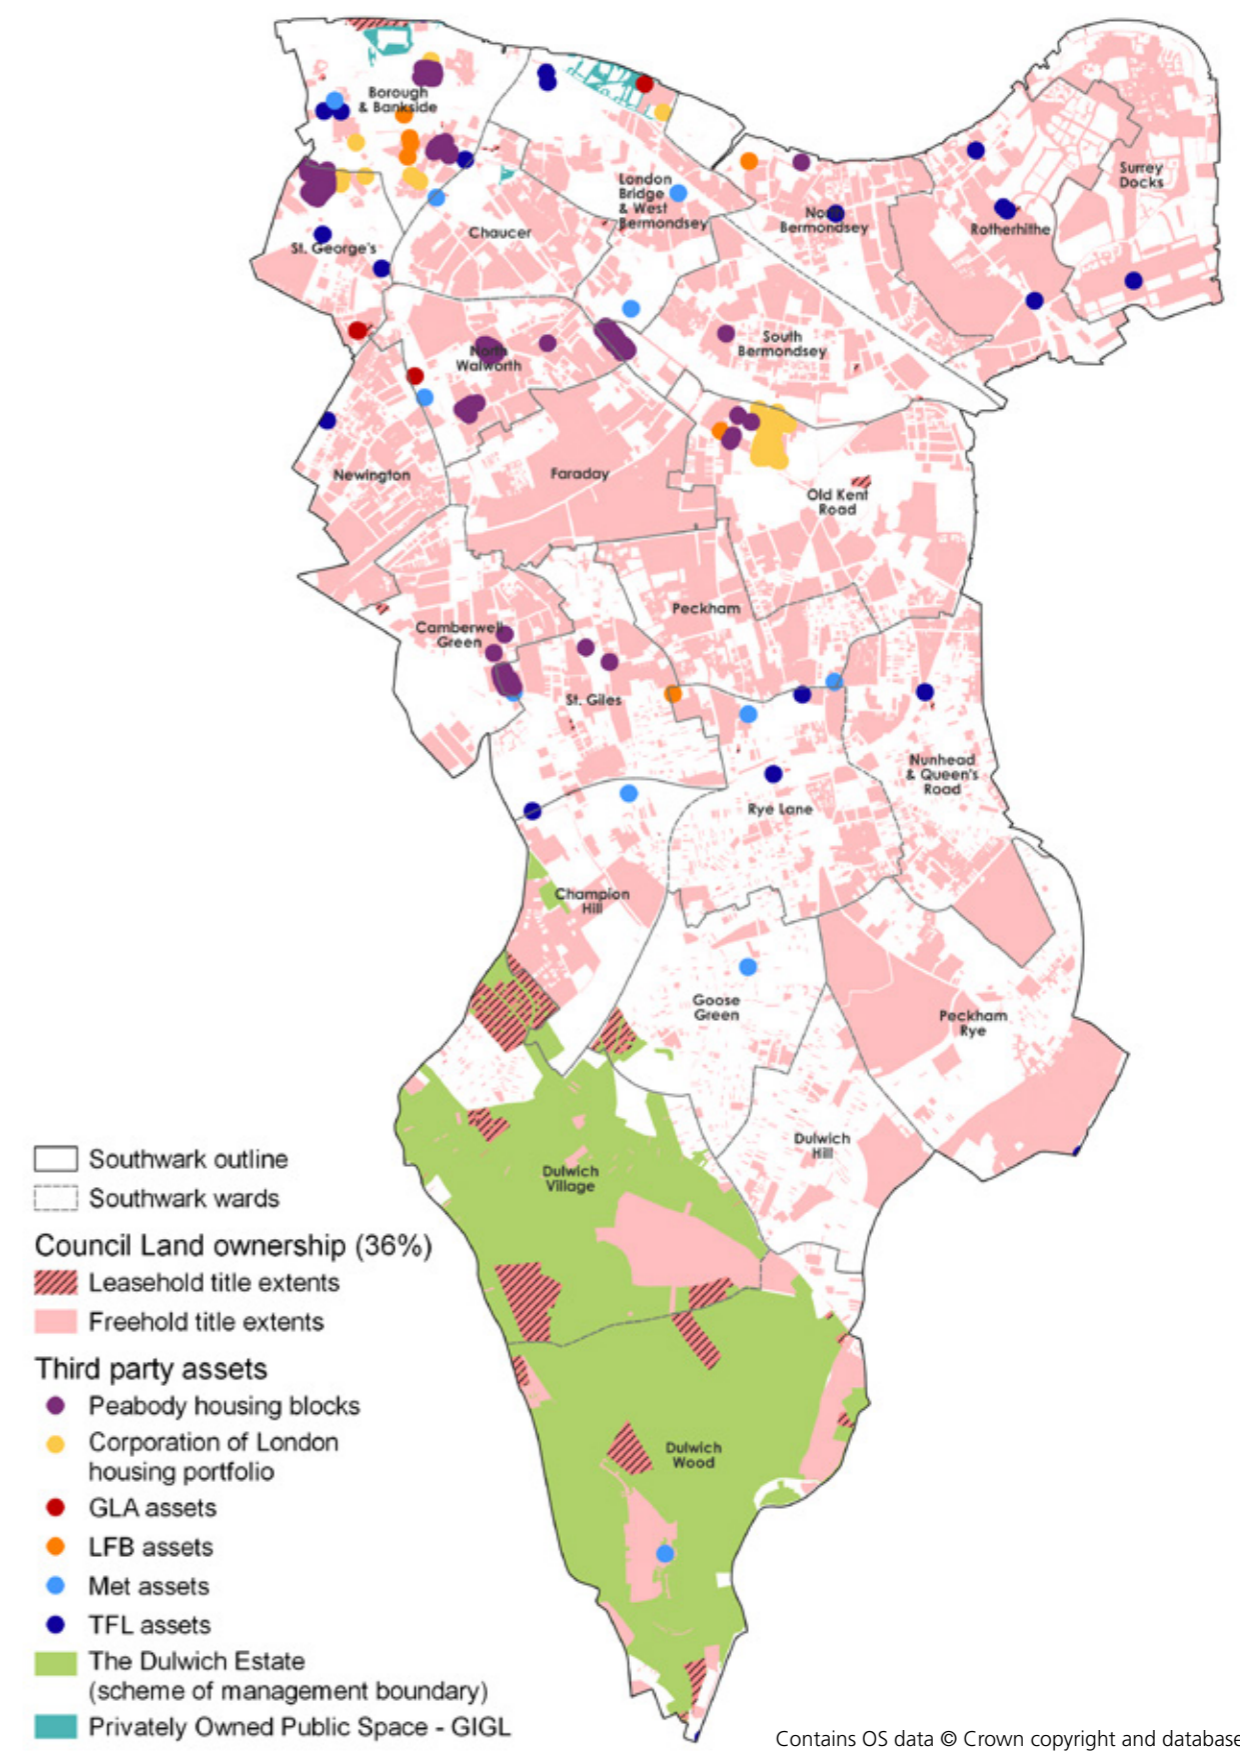 Borough
& Bankside
Surrey
Docks
London
Bridge
& West
Bermondsey
North
Bermondsey
Rotherhithe
Chaucer
St. George's
South
Bermondsey
North
Walworth
Newington
Faraday
Old Kent
Road
Peckham
Camberwell
Green
St. Giles
Nunhead
& Queen's
Road
Rye Lane
Champion
Hill
Goose
Green
Peckham
Rye
Dulwich
Hill
Dulwich
Village
Dulwich
Wood
Southwark outline
Southwark wards
Council Land ownership (36%)
Leasehold title extents
Freehold title extents
Third party assets
Peabody housing blocks
Corporation of London
housing portfolio
GLA assets
LFB assets
Met assets
TFL assets
The Dulwich Estate
(scheme of management boundary)
Privately Owned Public Space - GIGL
Contains OS data © Crown copyright and database